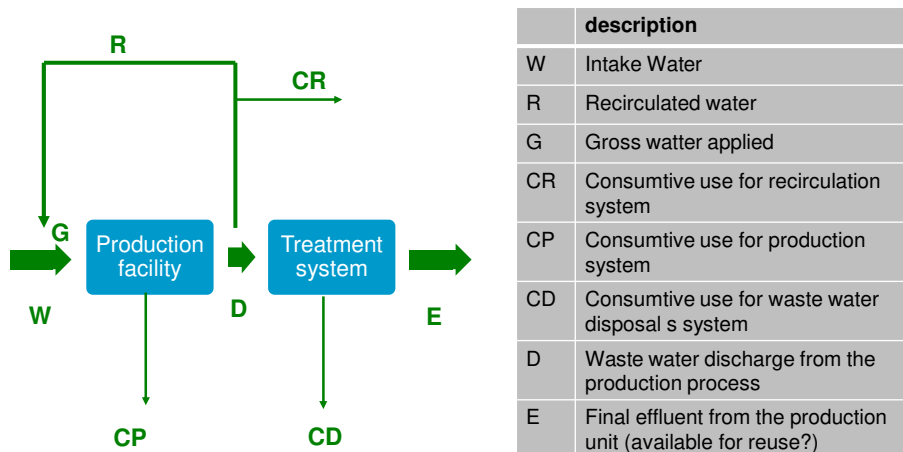 R
CR
G
Production
facility
Treatment
system
W
D
E
CP
CD
description
W Intake Water
R Recirculated water
G Gross watter applied
CR Consumtive use for recirculation
system
CP Consumtive use for production
system
CD Consumtive use for waste water
disposal s system
D Waste water discharge from the
production process
E Final effluent from the production
unit (available for reuse?)